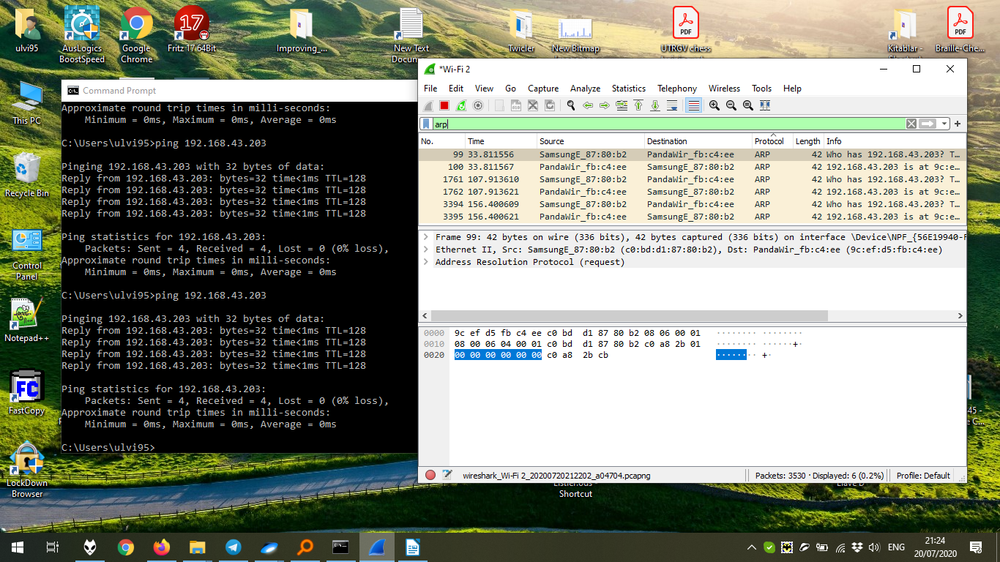 ulvi95
AusLogics
BoostSpeed
Google
Chrome
Fritz 17 64Bit
17
Improving_...
New Text
Docum...
Twicler
New Bitmap
PDF
UTRGV chess
Kitablar -
PDF
Braille-Che...
This PC
Recycle Bin
Control
Panel
Notepad++
FC
FastCopy
LockDown
Browser
Command Prompt
Approximate round trip times in milli-seconds:
    Minimum = 0ms, Maximum = 0ms, Average = 0ms
C:\Users\ulvi95>ping 192.168.43.203
Pinging 192.168.43.203 with 32 bytes of data:
Reply from 192.168.43.203: bytes=32 time<1ms TTL=128
Reply from 192.168.43.203: bytes=32 time<1ms TTL=128
Reply from 192.168.43.203: bytes=32 time<1ms TTL=128
Reply from 192.168.43.203: bytes=32 time<1ms TTL=128
Ping statistics for 192.168.43.203:
    Packets: Sent = 4, Received = 4, Lost = 0 (0% loss),
Approximate round trip times in milli-seconds:
    Minimum = 0ms, Maximum = 0ms, Average = 0ms
C:\Users\ulvi95>ping 192.168.43.203
Pinging 192.168.43.203 with 32 bytes of data:
Reply from 192.168.43.203: bytes=32 time<1ms TTL=128
Reply from 192.168.43.203: bytes=32 time<1ms TTL=128
Reply from 192.168.43.203: bytes=32 time<1ms TTL=128
Reply from 192.168.43.203: bytes=32 time<1ms TTL=128
Ping statistics for 192.168.43.203:
    Packets: Sent = 4, Received = 4, Lost = 0 (0% loss),
Approximate round trip times in milli-seconds:
    Minimum = 0ms, Maximum = 0ms, Average = 0ms
C:\Users\ulvi95>
*Wi-Fi 2
File Edit View Go Capture Analyze Statistics Telephony Wireless Tools Help
arp
No. Time Source Destination Protocol Length Info
99 33.811556 SamsungE_87:80:b2 PandaWir_fb:c4:ee ARP 42 Who has 192.168.43.203? T...
100 33.811567 PandaWir_fb:c4:ee SamsungE_87:80:b2 ARP 42 192.168.43.203 is at 9c:e...
1761 107.913610 SamsungE_87:80:b2 PandaWir_fb:c4:ee ARP 42 Who has 192.168.43.203? T...
1762 107.913621 PandaWir_fb:c4:ee SamsungE_87:80:b2 ARP 42 192.168.43.203 is at 9c:e...
3394 156.400609 SamsungE_87:80:b2 PandaWir_fb:c4:ee ARP 42 Who has 192.168.43.203? T...
3395 156.400621 PandaWir_fb:c4:ee SamsungE_87:80:b2 ARP 42 192.168.43.203 is at 9c:e...
Frame 99: 42 bytes on wire (336 bits), 42 bytes captured (336 bits) on interface \Device\NPF_{56E19940-F
Ethernet II, Src: SamsungE_87:80:b2 (c0:bd:d1:87:80:b2), Dst: PandaWir_fb:c4:ee (9c:ef:d5:fb:c4:ee)
Address Resolution Protocol (request)
0000 9c ef d5 fb c4 ee c0 bd d1 87 80 b2 08 06 00 01 ········ ········
0010 08 00 06 04 00 01 c0 bd d1 87 80 b2 c0 a8 2b 01 ········ ······+·
0020 00 00 00 00 00 00 c0 a8 2b cb ········ +·
wireshark_Wi-Fi 2_20200720212202_a04704.pcapng
Packets: 3530 · Displayed: 6 (0.2%)
Profile: Default
Shortcut
45 -
C...
ENG
21:24
20/07/2020